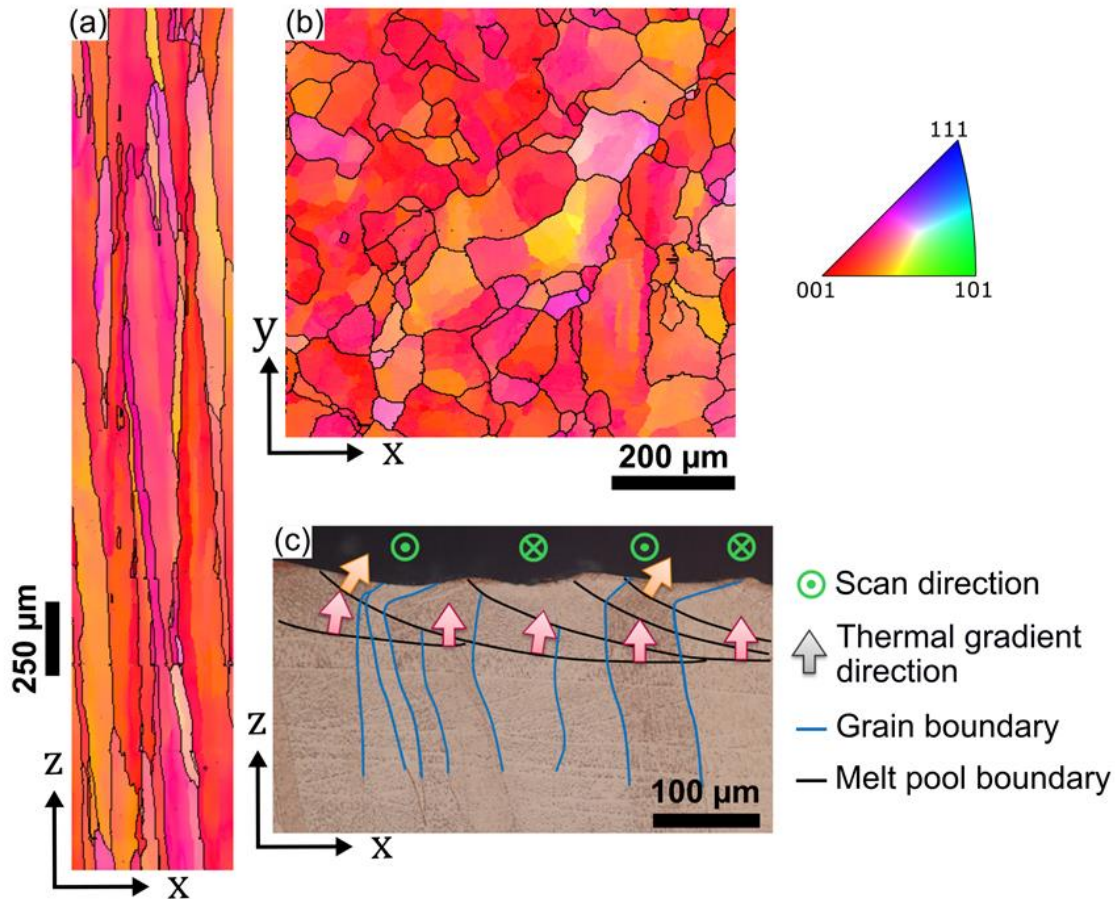 (a)
250 µm
z
x
(b)
y
x
200 µm
111
001
101
(c)
z
x
100 µm
Scan direction
Thermal gradient
direction
Grain boundary
Melt pool boundary